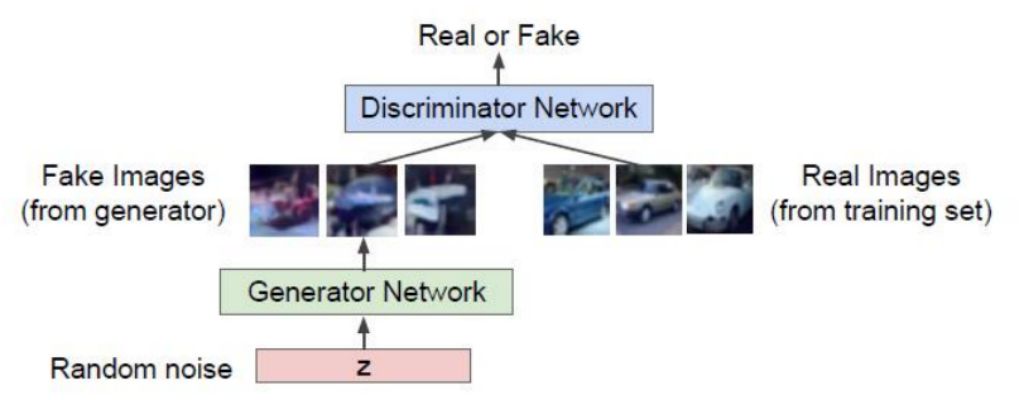 Real or Fake
Discriminator Network
Fake Images
(from generator)
Real Images
(from training set)
Generator Network
Random noise
z